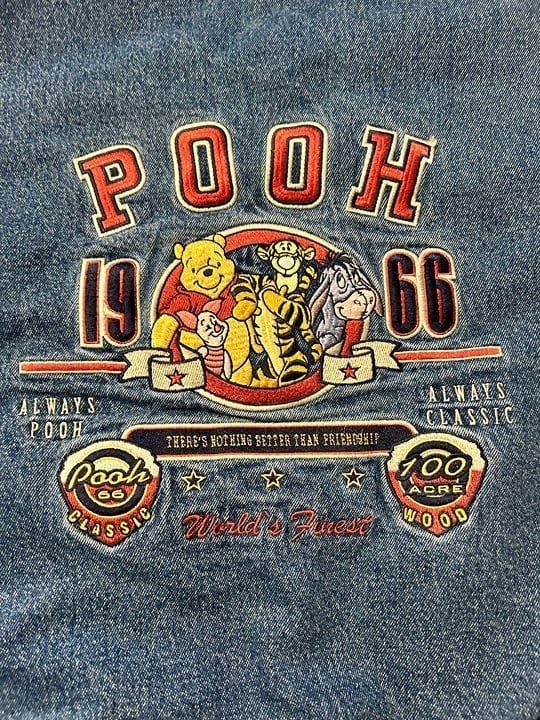 POOH
19 66
ALWAYS
POOH
ALWAYS
CLASSIC
THERE'S NOTHING BETTER THAN FRIENDSHIP
Pooh
66
CLASSIC
100
ACRE
WOOD
World's Finest